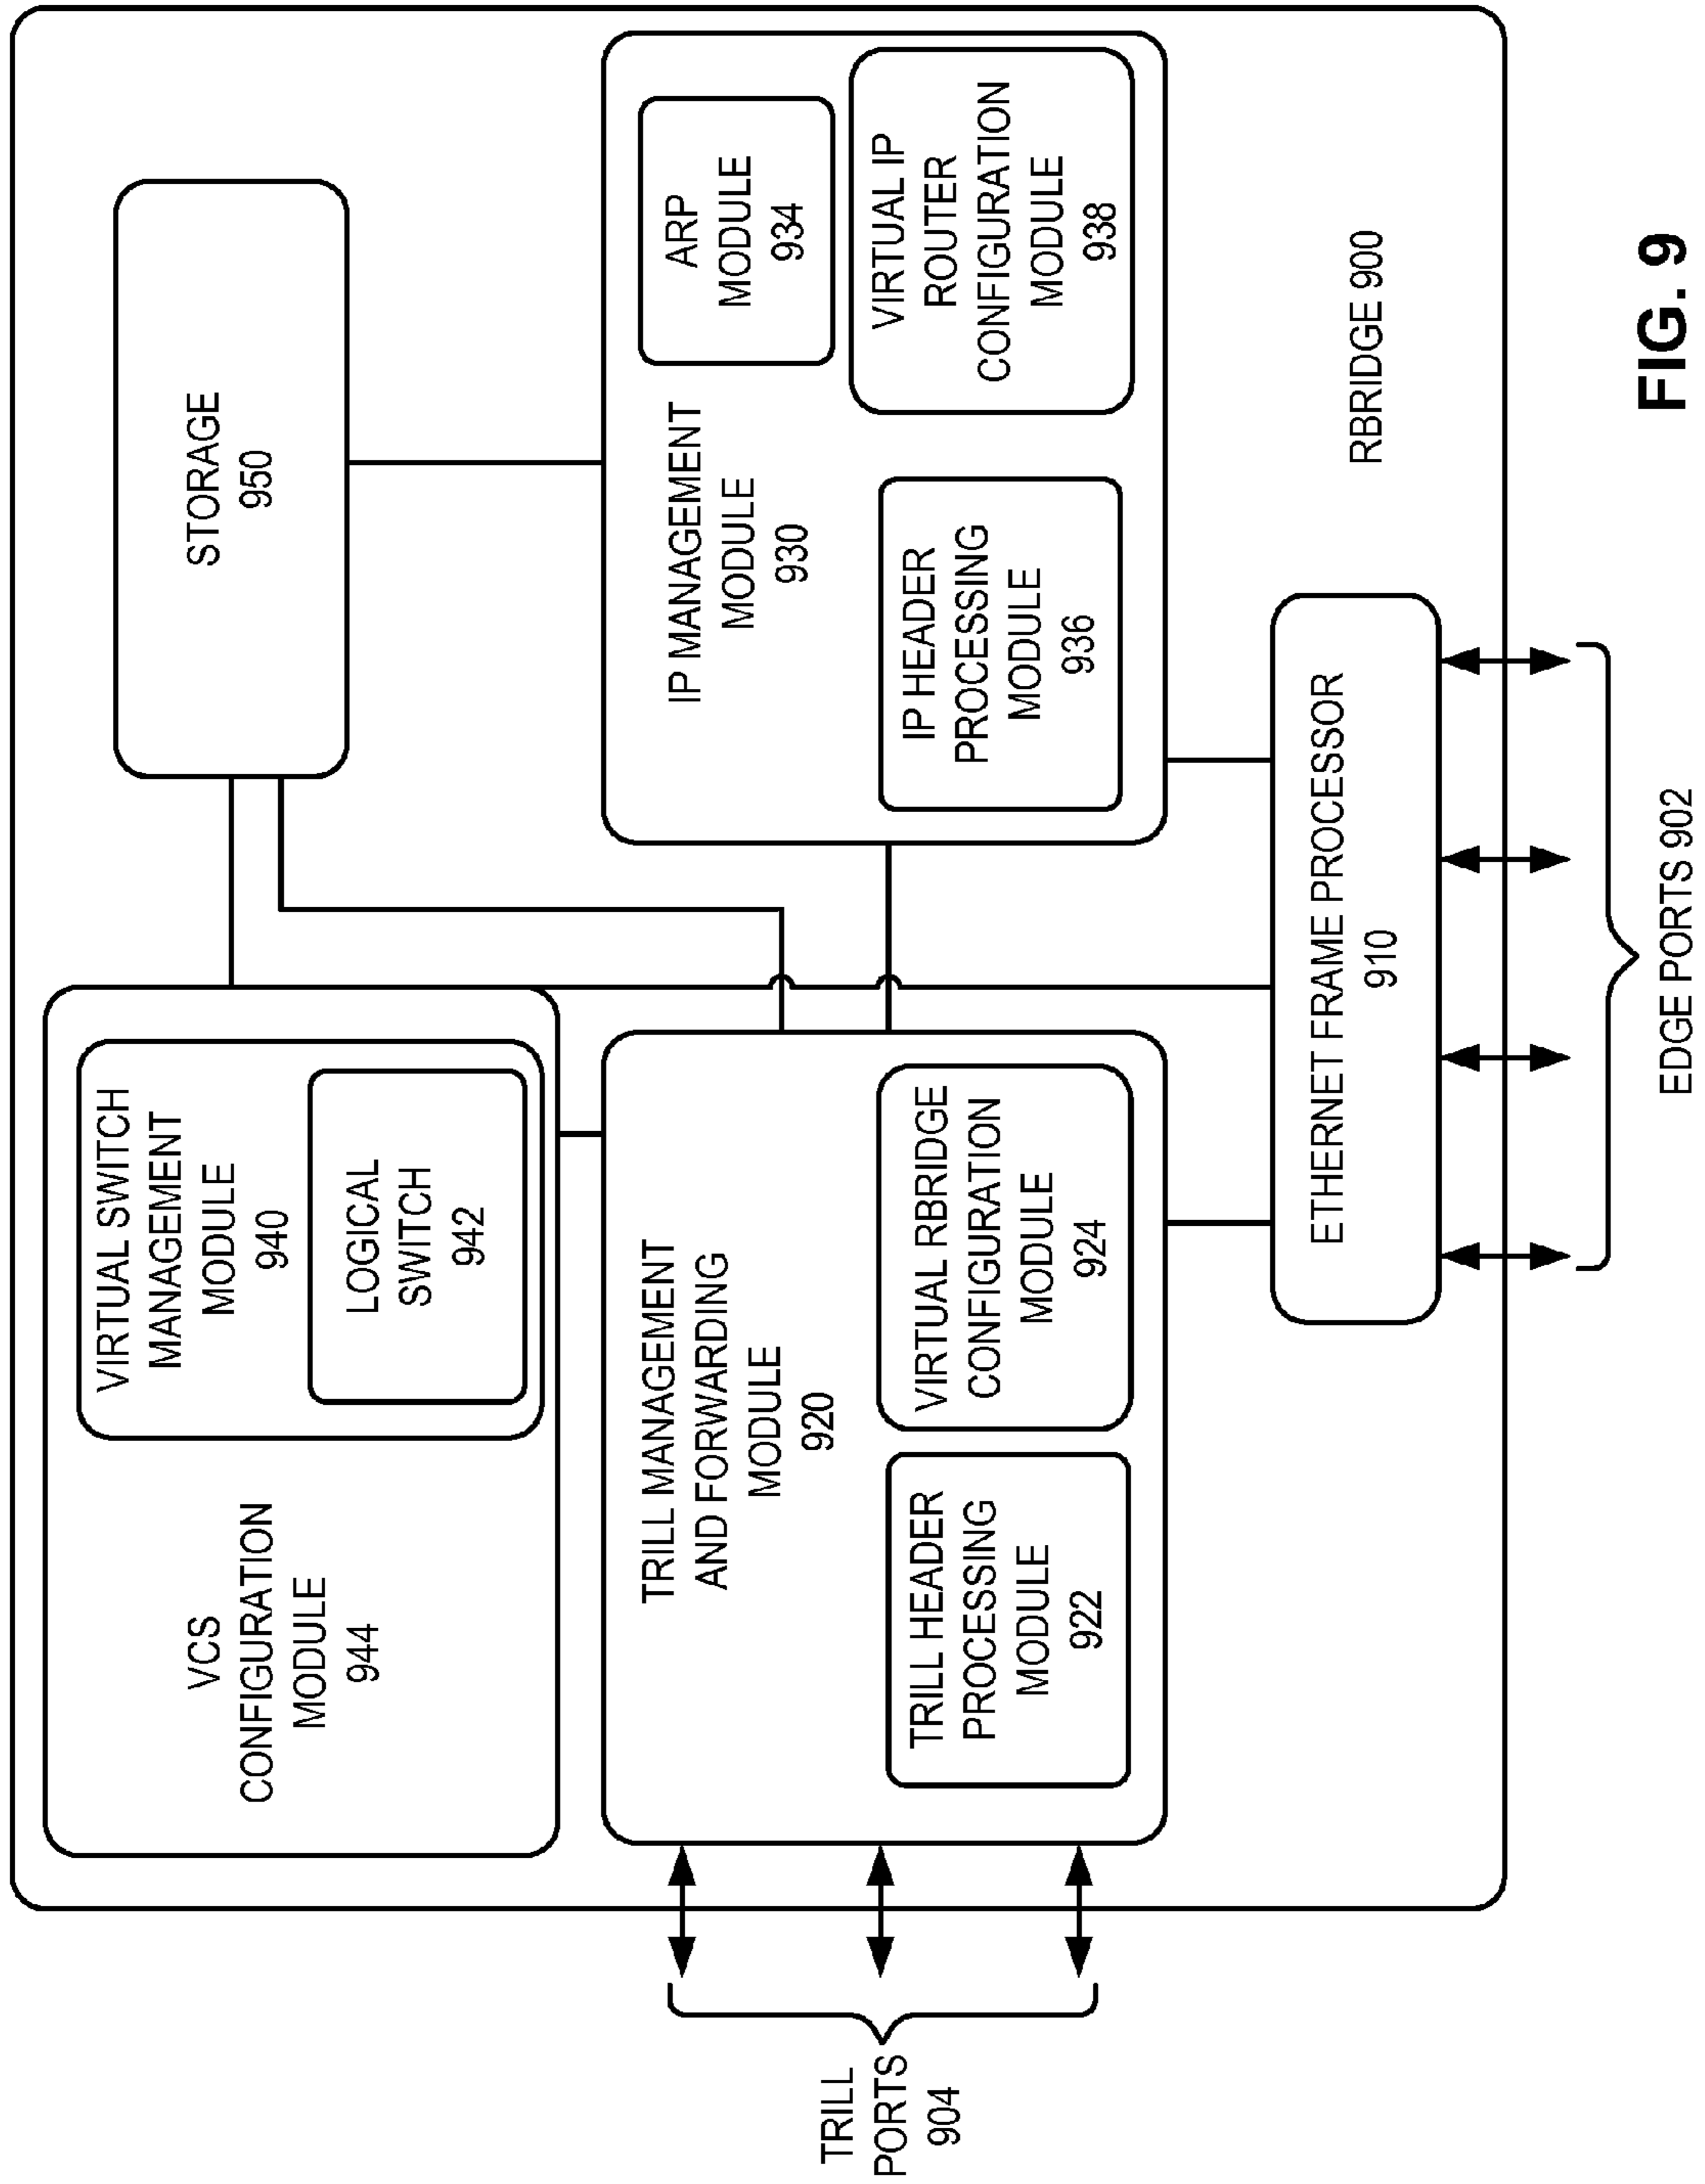 VCS
CONFIGURATION
MODULE
944
VIRTUAL SWITCH
MANAGEMENT
MODULE
940
LOGICAL
SWITCH
942
STORAGE
950
TRILL
PORTS
904
TRILL MANAGEMENT
AND FORWARDING
MODULE
920
TRILL HEADER
PROCESSING
MODULE
922
VIRTUAL RBRIDGE
CONFIGURATION
MODULE
924
IP MANAGEMENT
MODULE
930
ARP
MODULE
934
IP HEADER
PROCESSING
MODULE
936
VIRTUAL IP
ROUTER
CONFIGURATION
MODULE
938
ETHERNET FRAME PROCESSOR
910
RBRIDGE 900
EDGE PORTS 902
FIG. 9